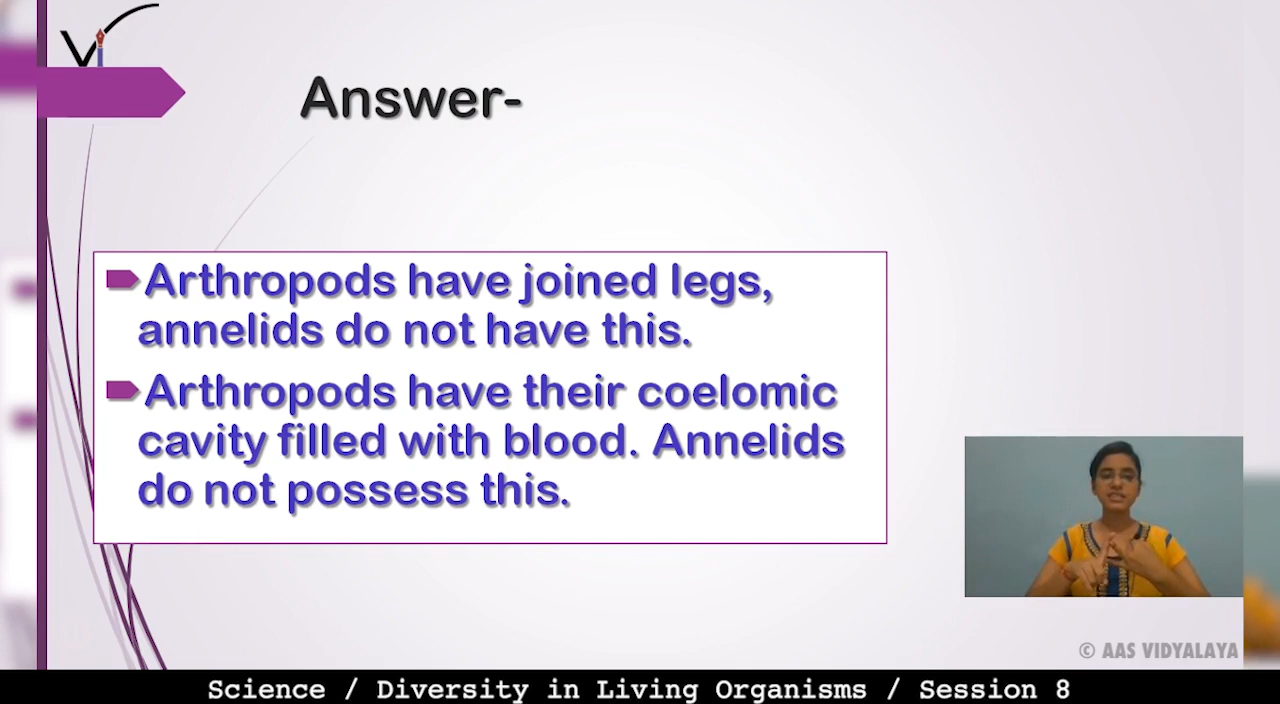 Answer-
Arthropods have joined legs,
annelids do not have this.
Arthropods have their coelomic
cavity filled with blood. Annelids
do not possess this.
© AAS VIDYALAYA
Science / Diversity in Living Organisms / Session 8